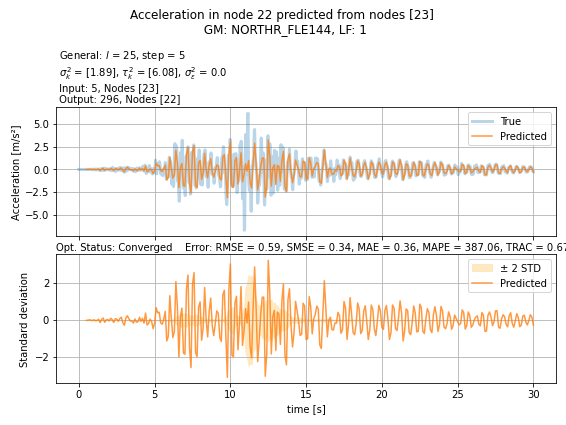 Acceleration in node 22 predicted from nodes [23]
GM: NORTHR_FLE144, LF: 1
General: l = 25, step = 5
σ²ₖ = [1.89], τ²ₖ = [6.08], σ²ε = 0.0
Input: 5, Nodes [23]
Output: 296, Nodes [22]
Acceleration [m/s²]
5.0
2.5
0.0
−2.5
−5.0
True
Predicted
Opt. Status: Converged Error: RMSE = 0.59, SMSE = 0.34, MAE = 0.36, MAPE = 387.06, TRAC = 0.67
Standard deviation
2
0
−2
± 2 STD
Predicted
0 5 10 15 20 25 30
time [s]